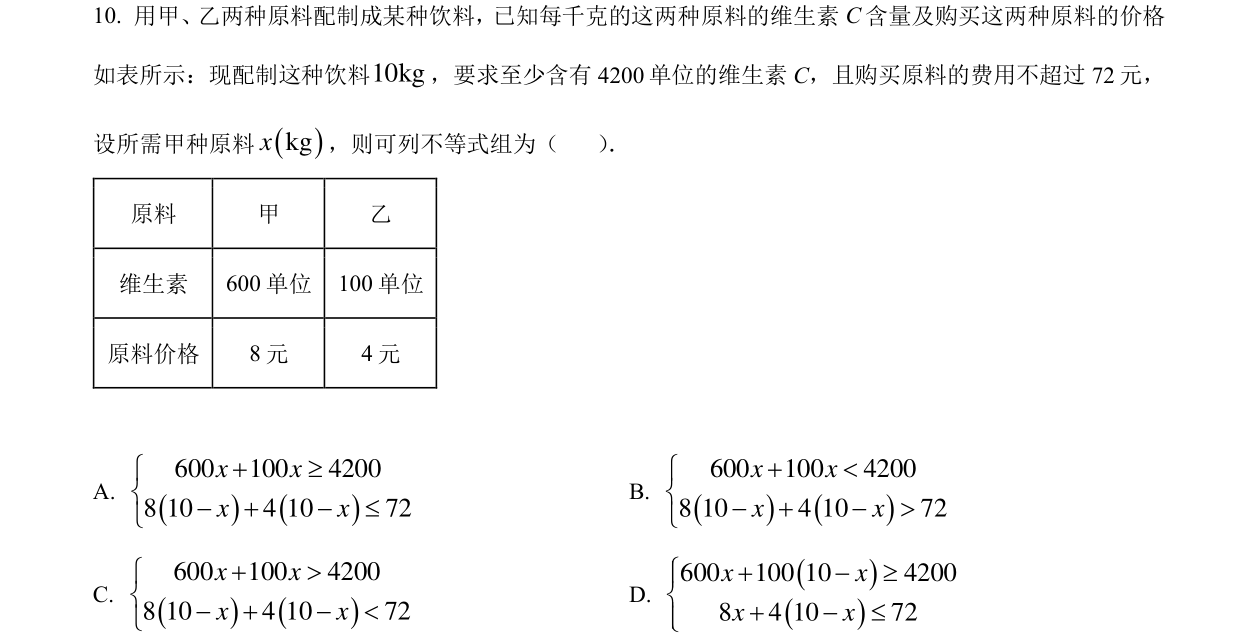 10. 用甲、乙两种原料配制成某种饮料，已知每千克的这两种原料的维生素 C 含量及购买这两种原料的价格
如表所示：现配制这种饮料10kg，要求至少含有 4200 单位的维生素 C，且购买原料的费用不超过 72 元，
设所需甲种原料 x(kg)，则可列不等式组为（　　）.
原料 甲 乙
维生素 600 单位 100 单位
原料价格 8 元 4 元
A. {600x+100x≥4200
8(10−x)+4(10−x)≤72
B. {600x+100x<4200
8(10−x)+4(10−x)>72
C. {600x+100x>4200
8(10−x)+4(10−x)<72
D. {600x+100(10−x)≥4200
8x+4(10−x)≤72